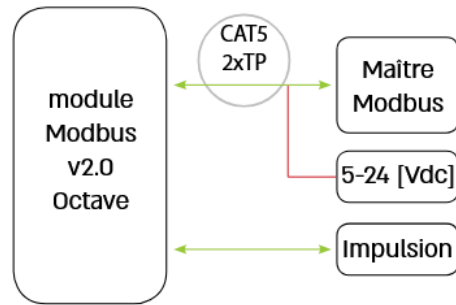 CAT5
2xTP
module
Modbus
v2.0
Octave
Maître
Modbus
5-24 [Vdc]
Impulsion